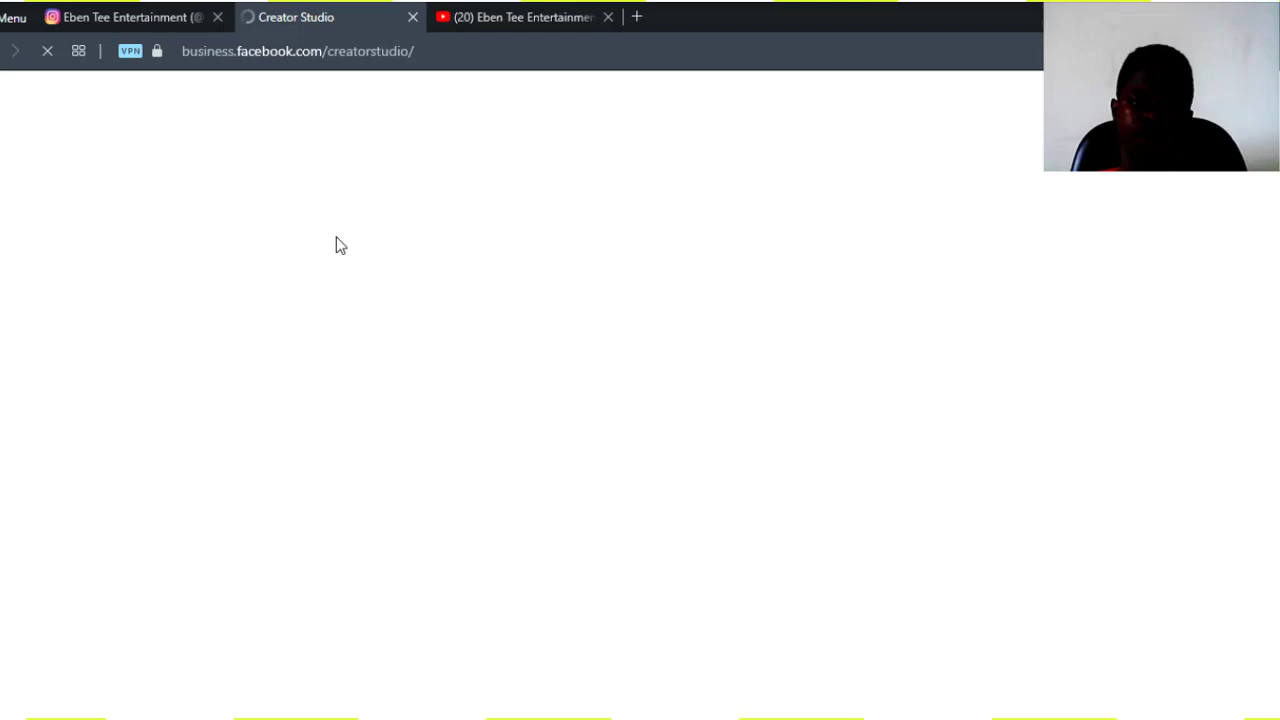 Menu
Eben Tee Entertainment (@
Creator Studio
(20) Eben Tee Entertainmen
VPN
business.facebook.com/creatorstudio/